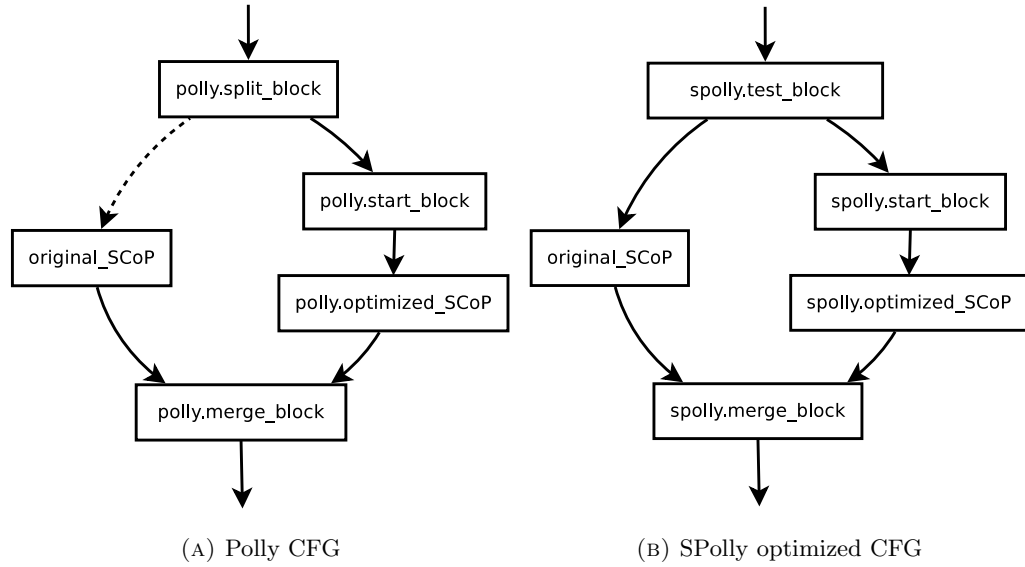 polly.split_block
polly.start_block
original_SCoP
polly.optimized_SCoP
polly.merge_block
(A) Polly CFG
spolly.test_block
spolly.start_block
original_SCoP
spolly.optimized_SCoP
spolly.merge_block
(B) SPolly optimized CFG